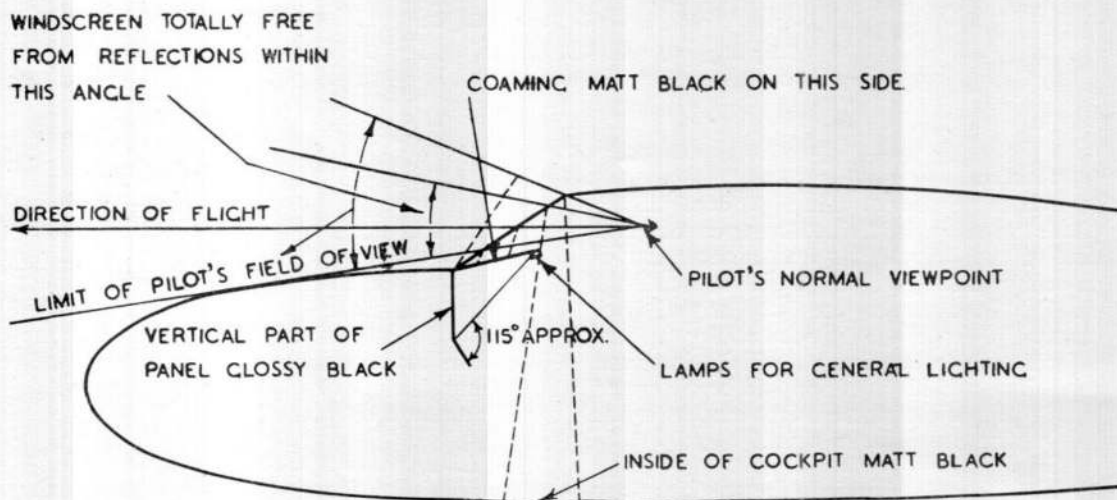 WINDSCREEN TOTALLY FREE
FROM REFLECTIONS WITHIN
THIS ANGLE
COAMING MATT BLACK ON THIS SIDE
DIRECTION OF FLIGHT
LIMIT OF PILOT'S FIELD OF VIEW
PILOT'S NORMAL VIEWPOINT
VERTICAL PART OF
PANEL GLOSSY BLACK
115° APPROX.
LAMPS FOR GENERAL LIGHTING
INSIDE OF COCKPIT MATT BLACK